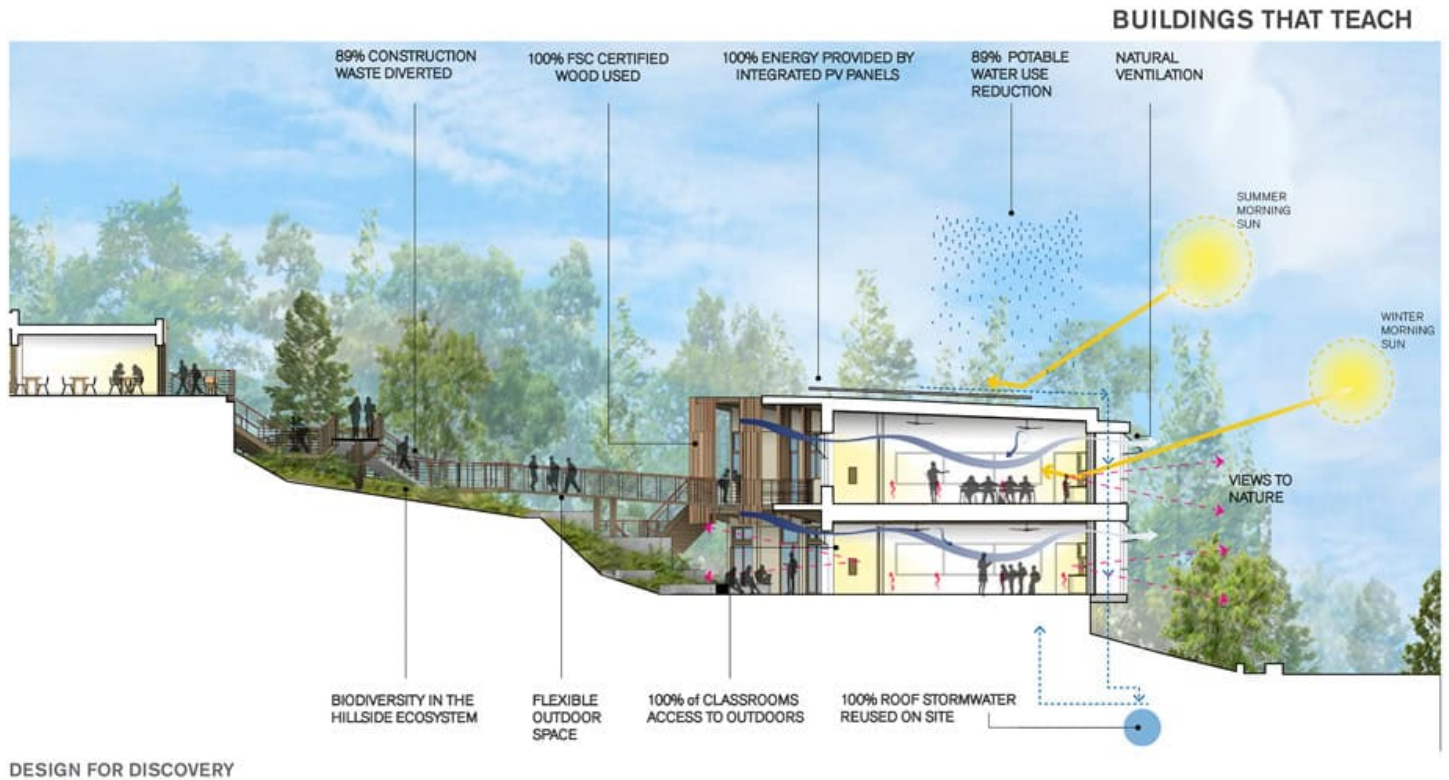 BUILDINGS THAT TEACH
89% CONSTRUCTION
WASTE DIVERTED
100% FSC CERTIFIED
WOOD USED
100% ENERGY PROVIDED BY
INTEGRATED PV PANELS
89% POTABLE
WATER USE
REDUCTION
NATURAL
VENTILATION
SUMMER
MORNING
SUN
WINTER
MORNING
SUN
VIEWS TO
NATURE
BIODIVERSITY IN THE
HILLSIDE ECOSYSTEM
FLEXIBLE
OUTDOOR
SPACE
100% of CLASSROOMS
ACCESS TO OUTDOORS
100% ROOF STORMWATER
REUSED ON SITE
DESIGN FOR DISCOVERY